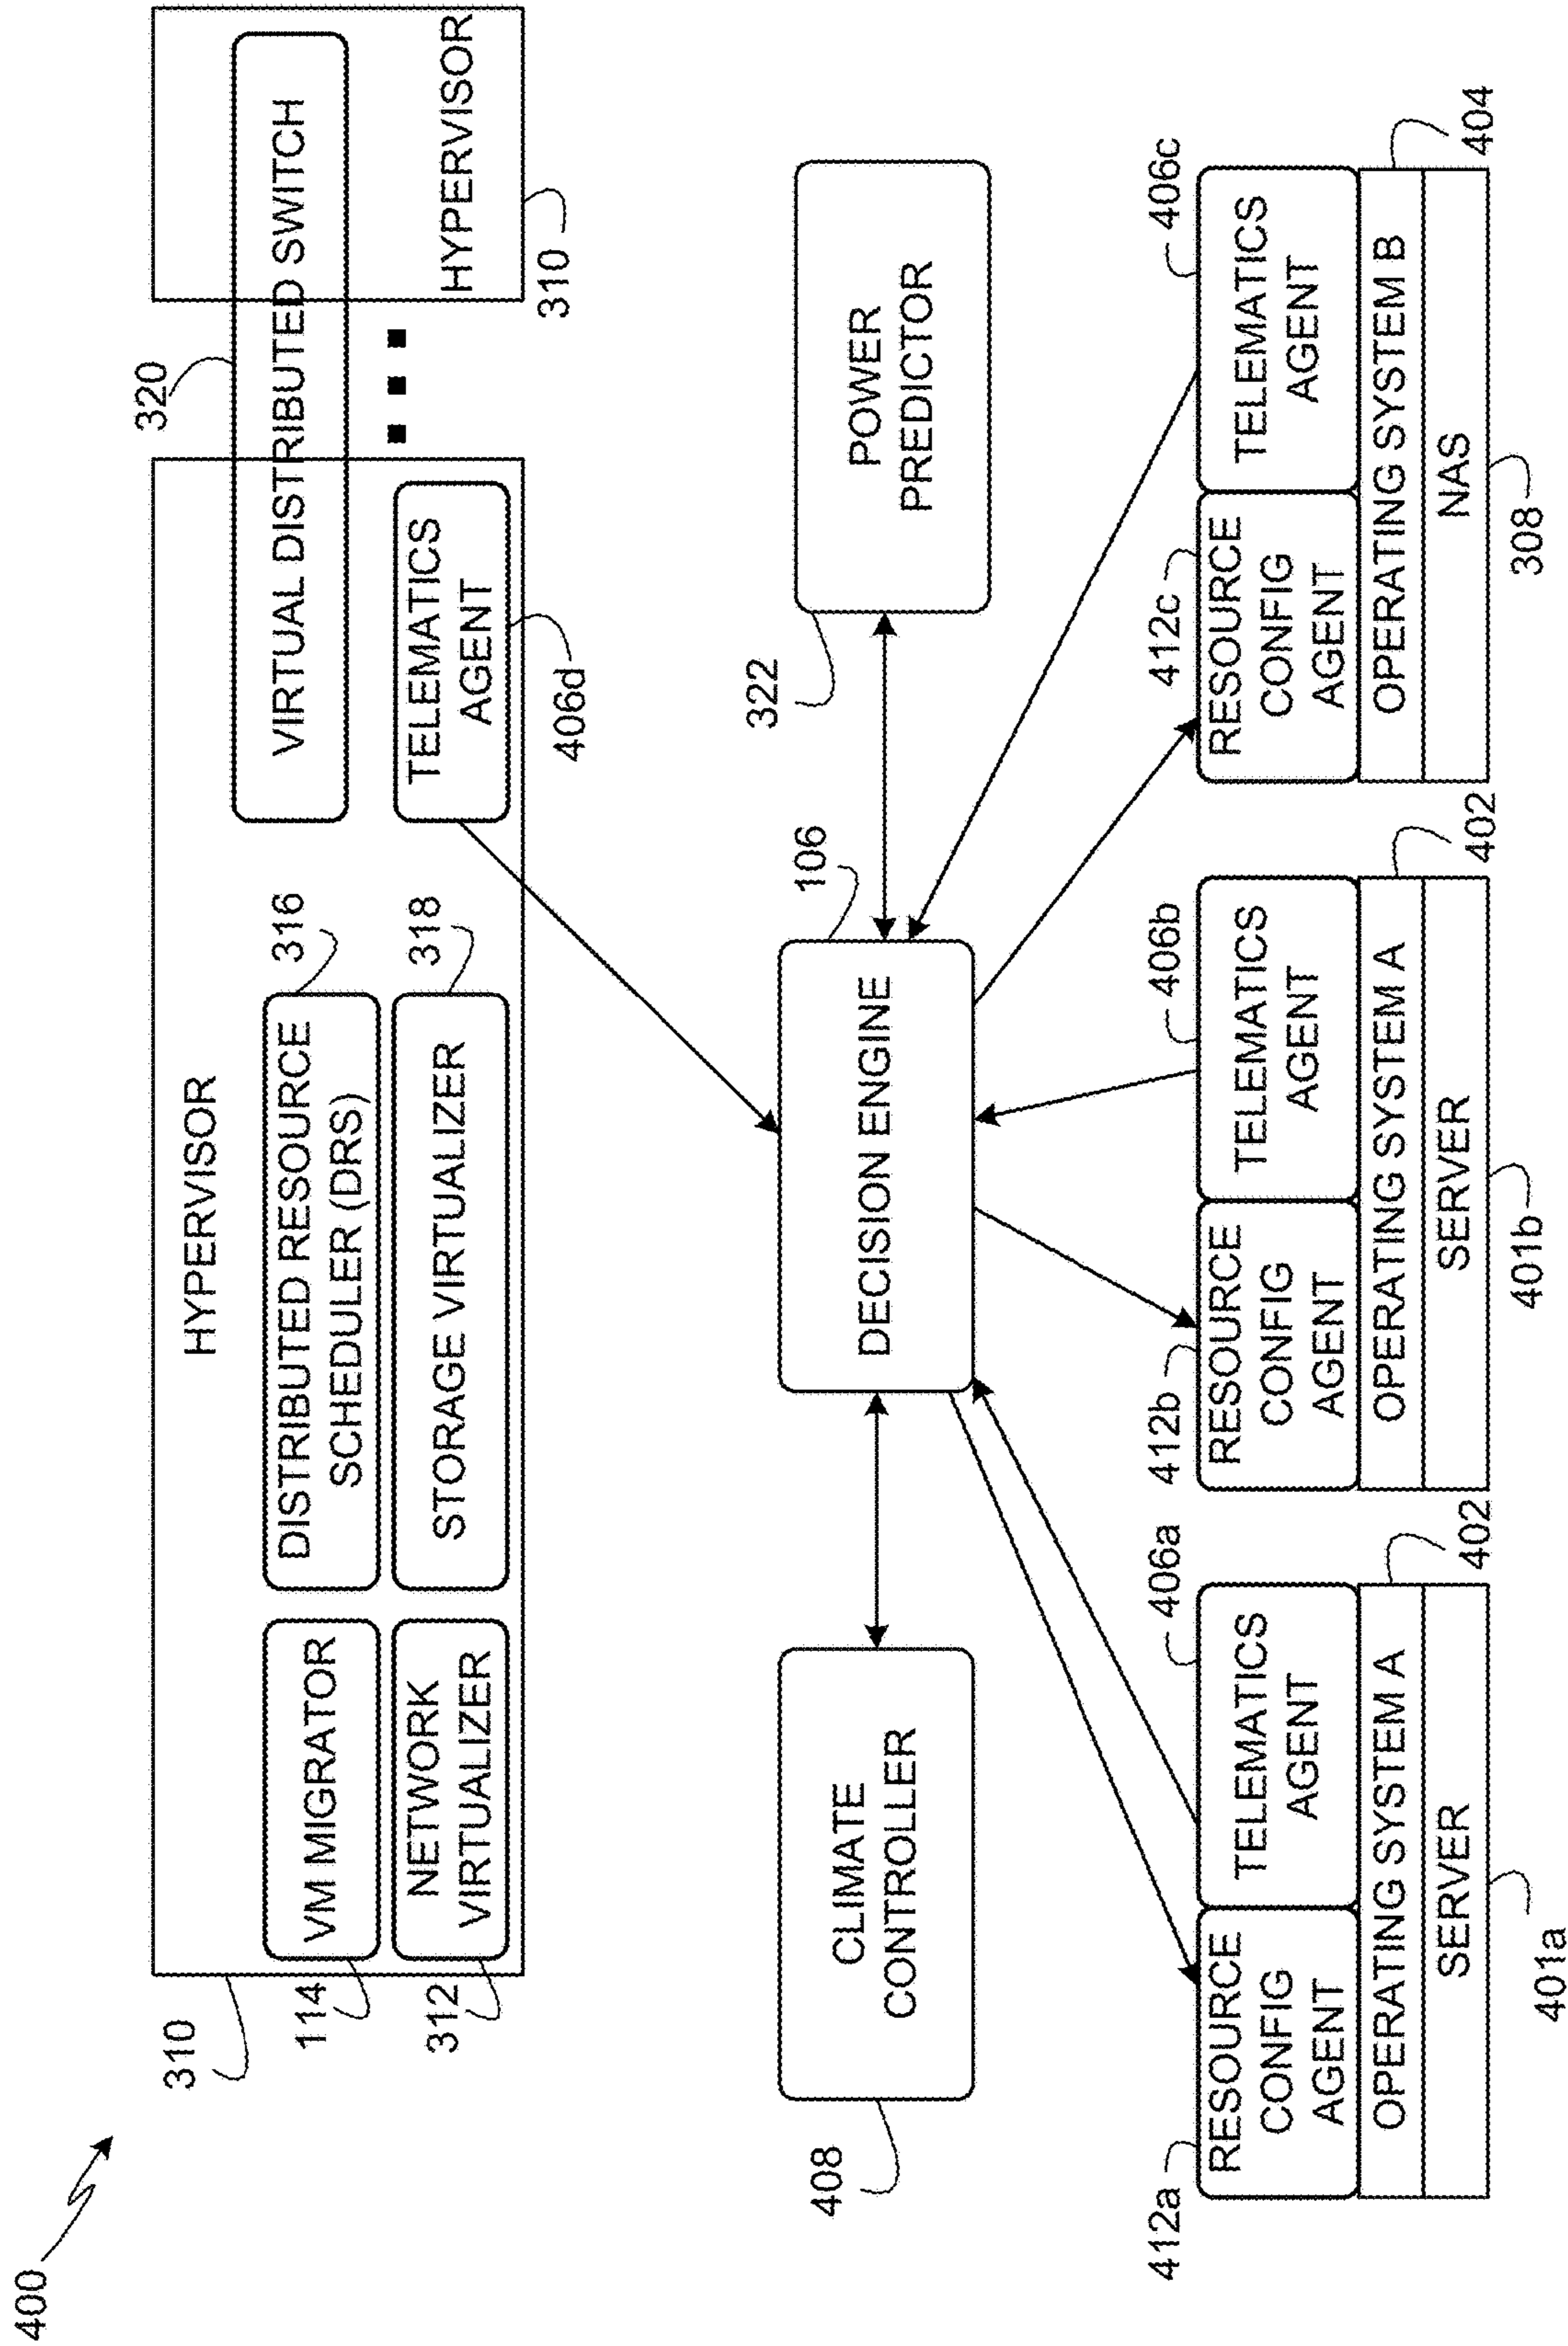 400
310
HYPERVISOR
320
VIRTUAL DISTRIBUTED SWITCH
HYPERVISOR
310
114
VM MIGRATOR
316
DISTRIBUTED RESOURCE
SCHEDULER (DRS)
312
NETWORK
VIRTUALIZER
318
STORAGE VIRTUALIZER
TELEMATICS
AGENT
406d
408
CLIMATE
CONTROLLER
106
DECISION ENGINE
322
POWER
PREDICTOR
412a
RESOURCE
CONFIG
AGENT
406a
TELEMATICS
AGENT
OPERATING SYSTEM A
402
SERVER
401a
412b
RESOURCE
CONFIG
AGENT
406b
TELEMATICS
AGENT
OPERATING SYSTEM A
402
SERVER
401b
412c
RESOURCE
CONFIG
AGENT
406c
TELEMATICS
AGENT
OPERATING SYSTEM B
404
NAS
308